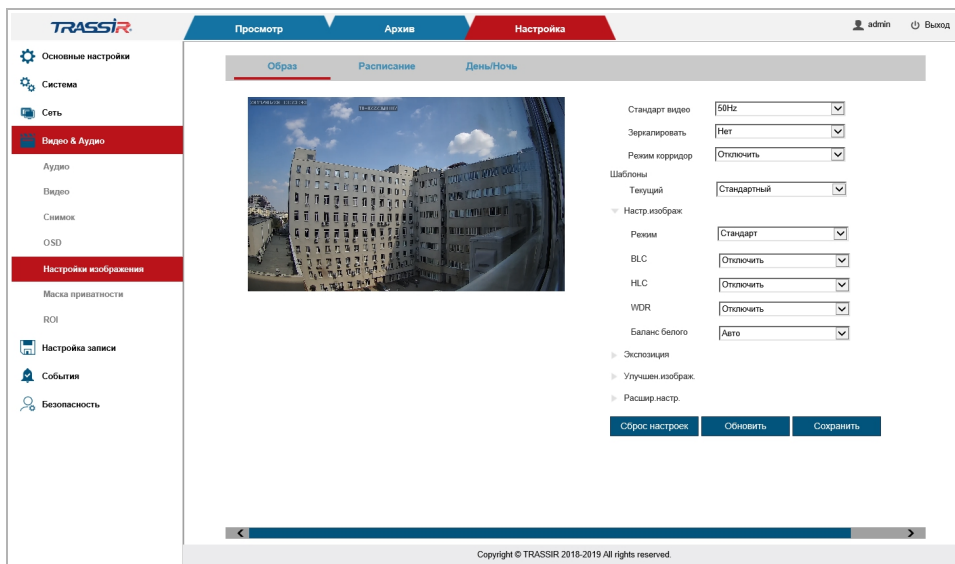 TRASSIR
Просмотр
Архив
Настройка
admin
Выход
Основные настройки
Система
Сеть
Видео & Аудио
Аудио
Видео
Снимок
OSD
Настройки изображения
Маска приватности
ROI
Настройка записи
События
Безопасность
Образ
Расписание
День/Ночь
Стандарт видео 50Hz
Зеркалировать Нет
Режим корридор Отключить
Шаблоны
Текущий Стандартный
Настр.изображ
Режим Стандарт
BLC Отключить
HLC Отключить
WDR Отключить
Баланс белого Авто
Экспозиция
Улучшен.изображ.
Расшир.настр.
Сброс настроек
Обновить
Сохранить
Copyright © TRASSIR 2018-2019 All rights reserved.